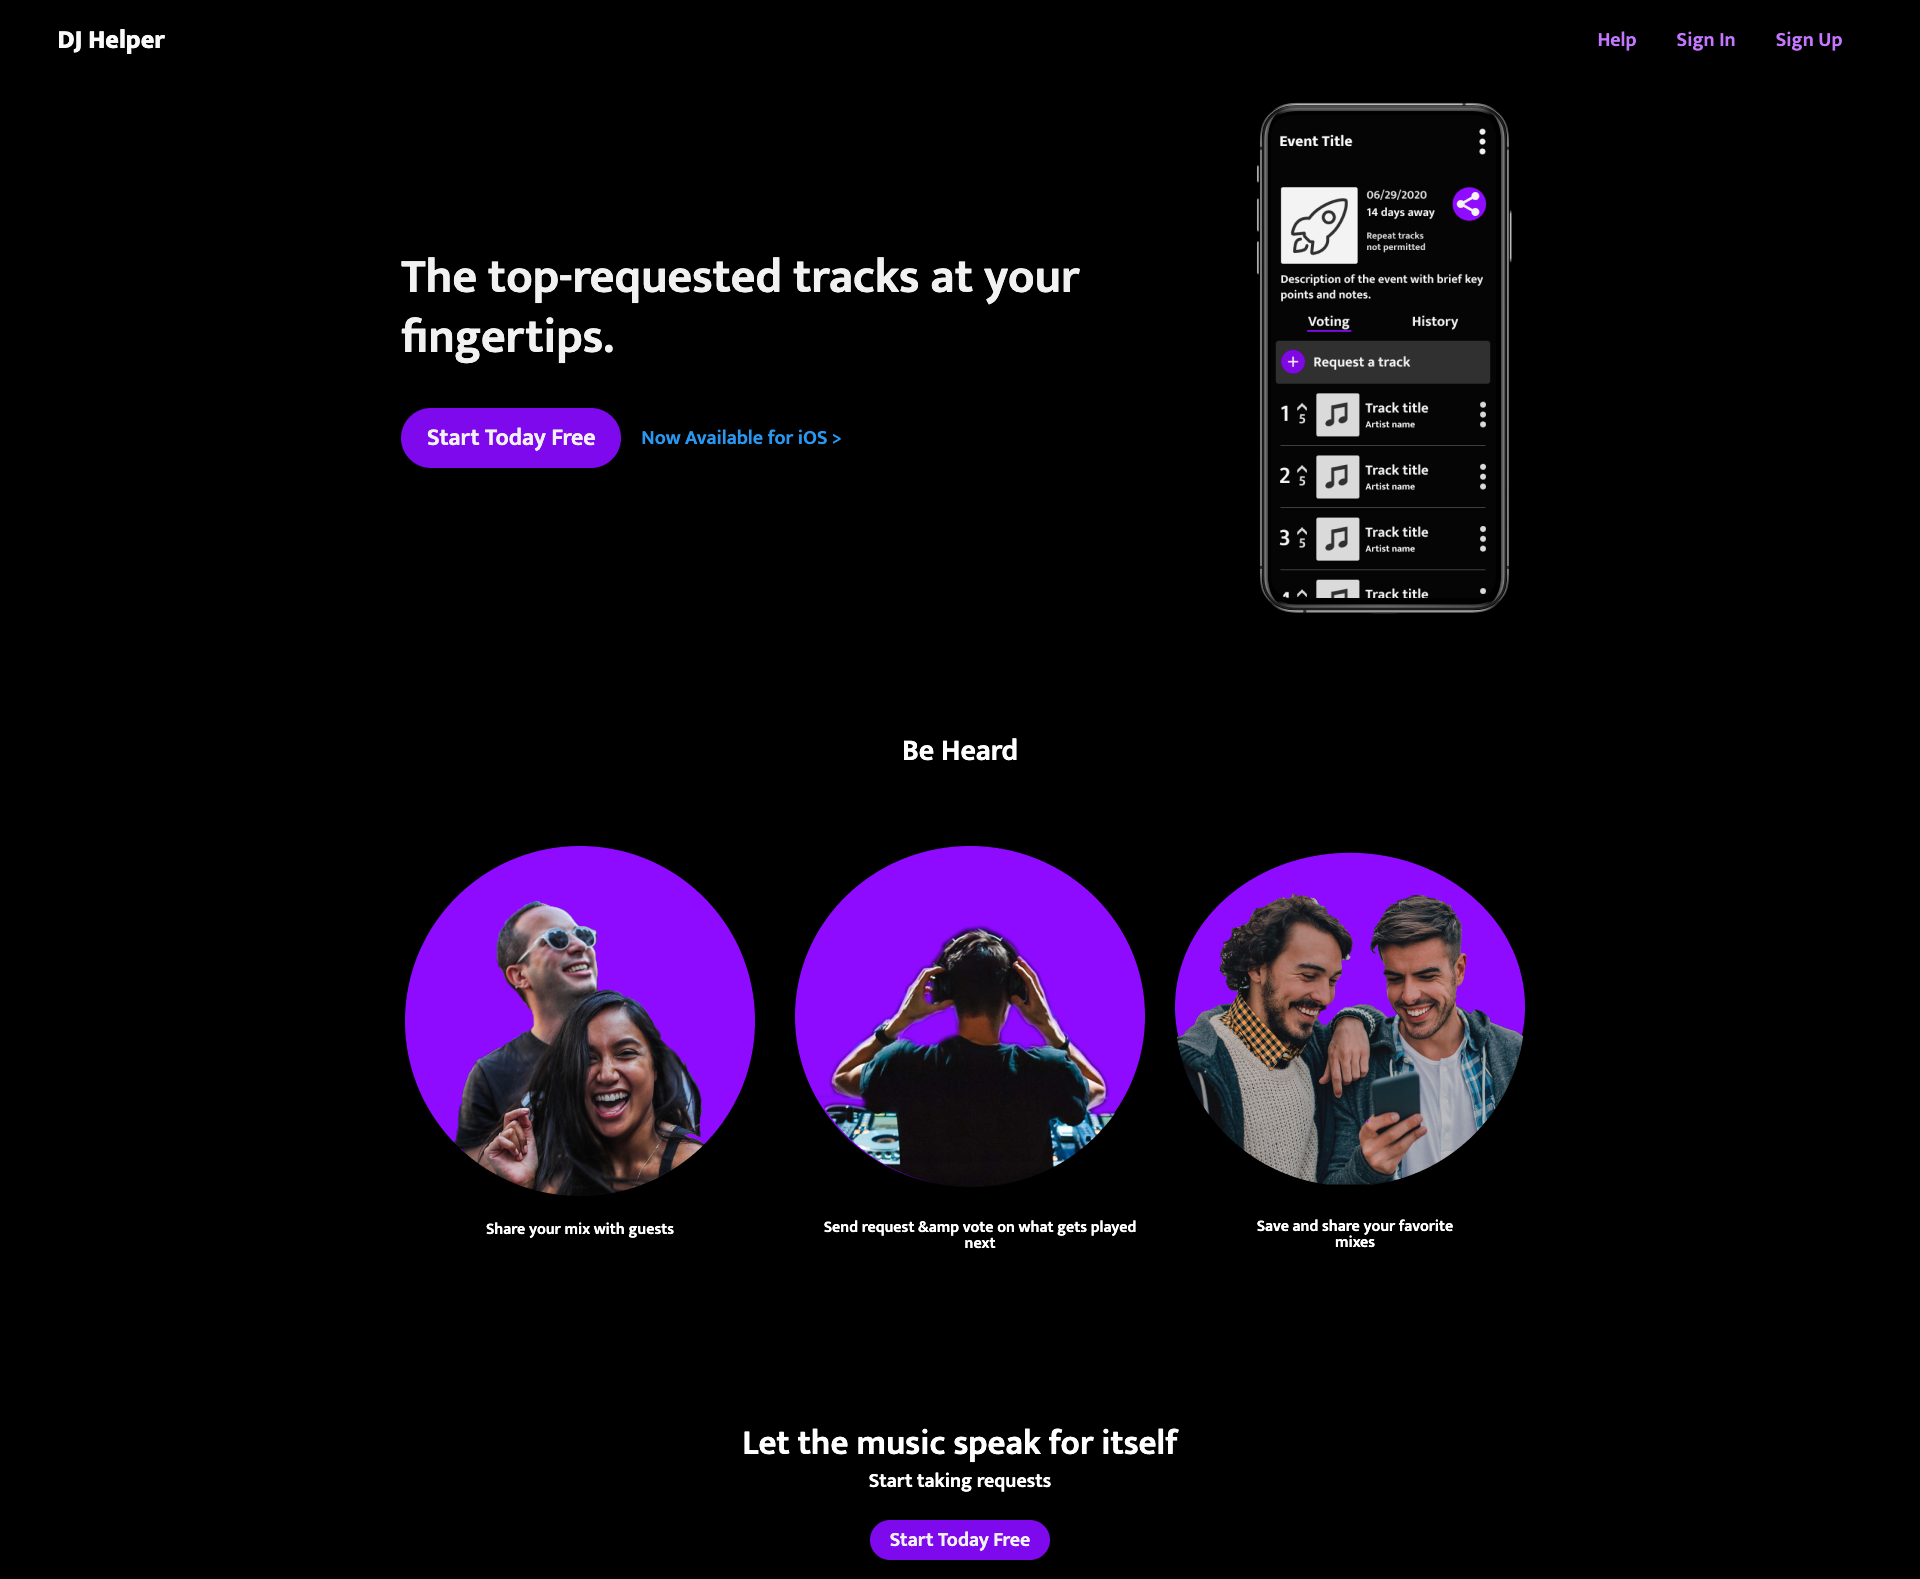 DJ Helper
Help
Sign In
Sign Up
The top-requested tracks at your
fingertips.
Start Today Free
Now Available for iOS >
Event Title
06/29/2020
14 days away
Repeat tracks
not permitted
Description of the event with brief key
points and notes.
Voting
History
+ Request a track
1
5
Track title
Artist name
2
5
Track title
Artist name
3
5
Track title
Artist name
4
Track title
Be Heard
Share your mix with guests
Send request &amp vote on what gets played
next
Save and share your favorite
mixes
Let the music speak for itself
Start taking requests
Start Today Free